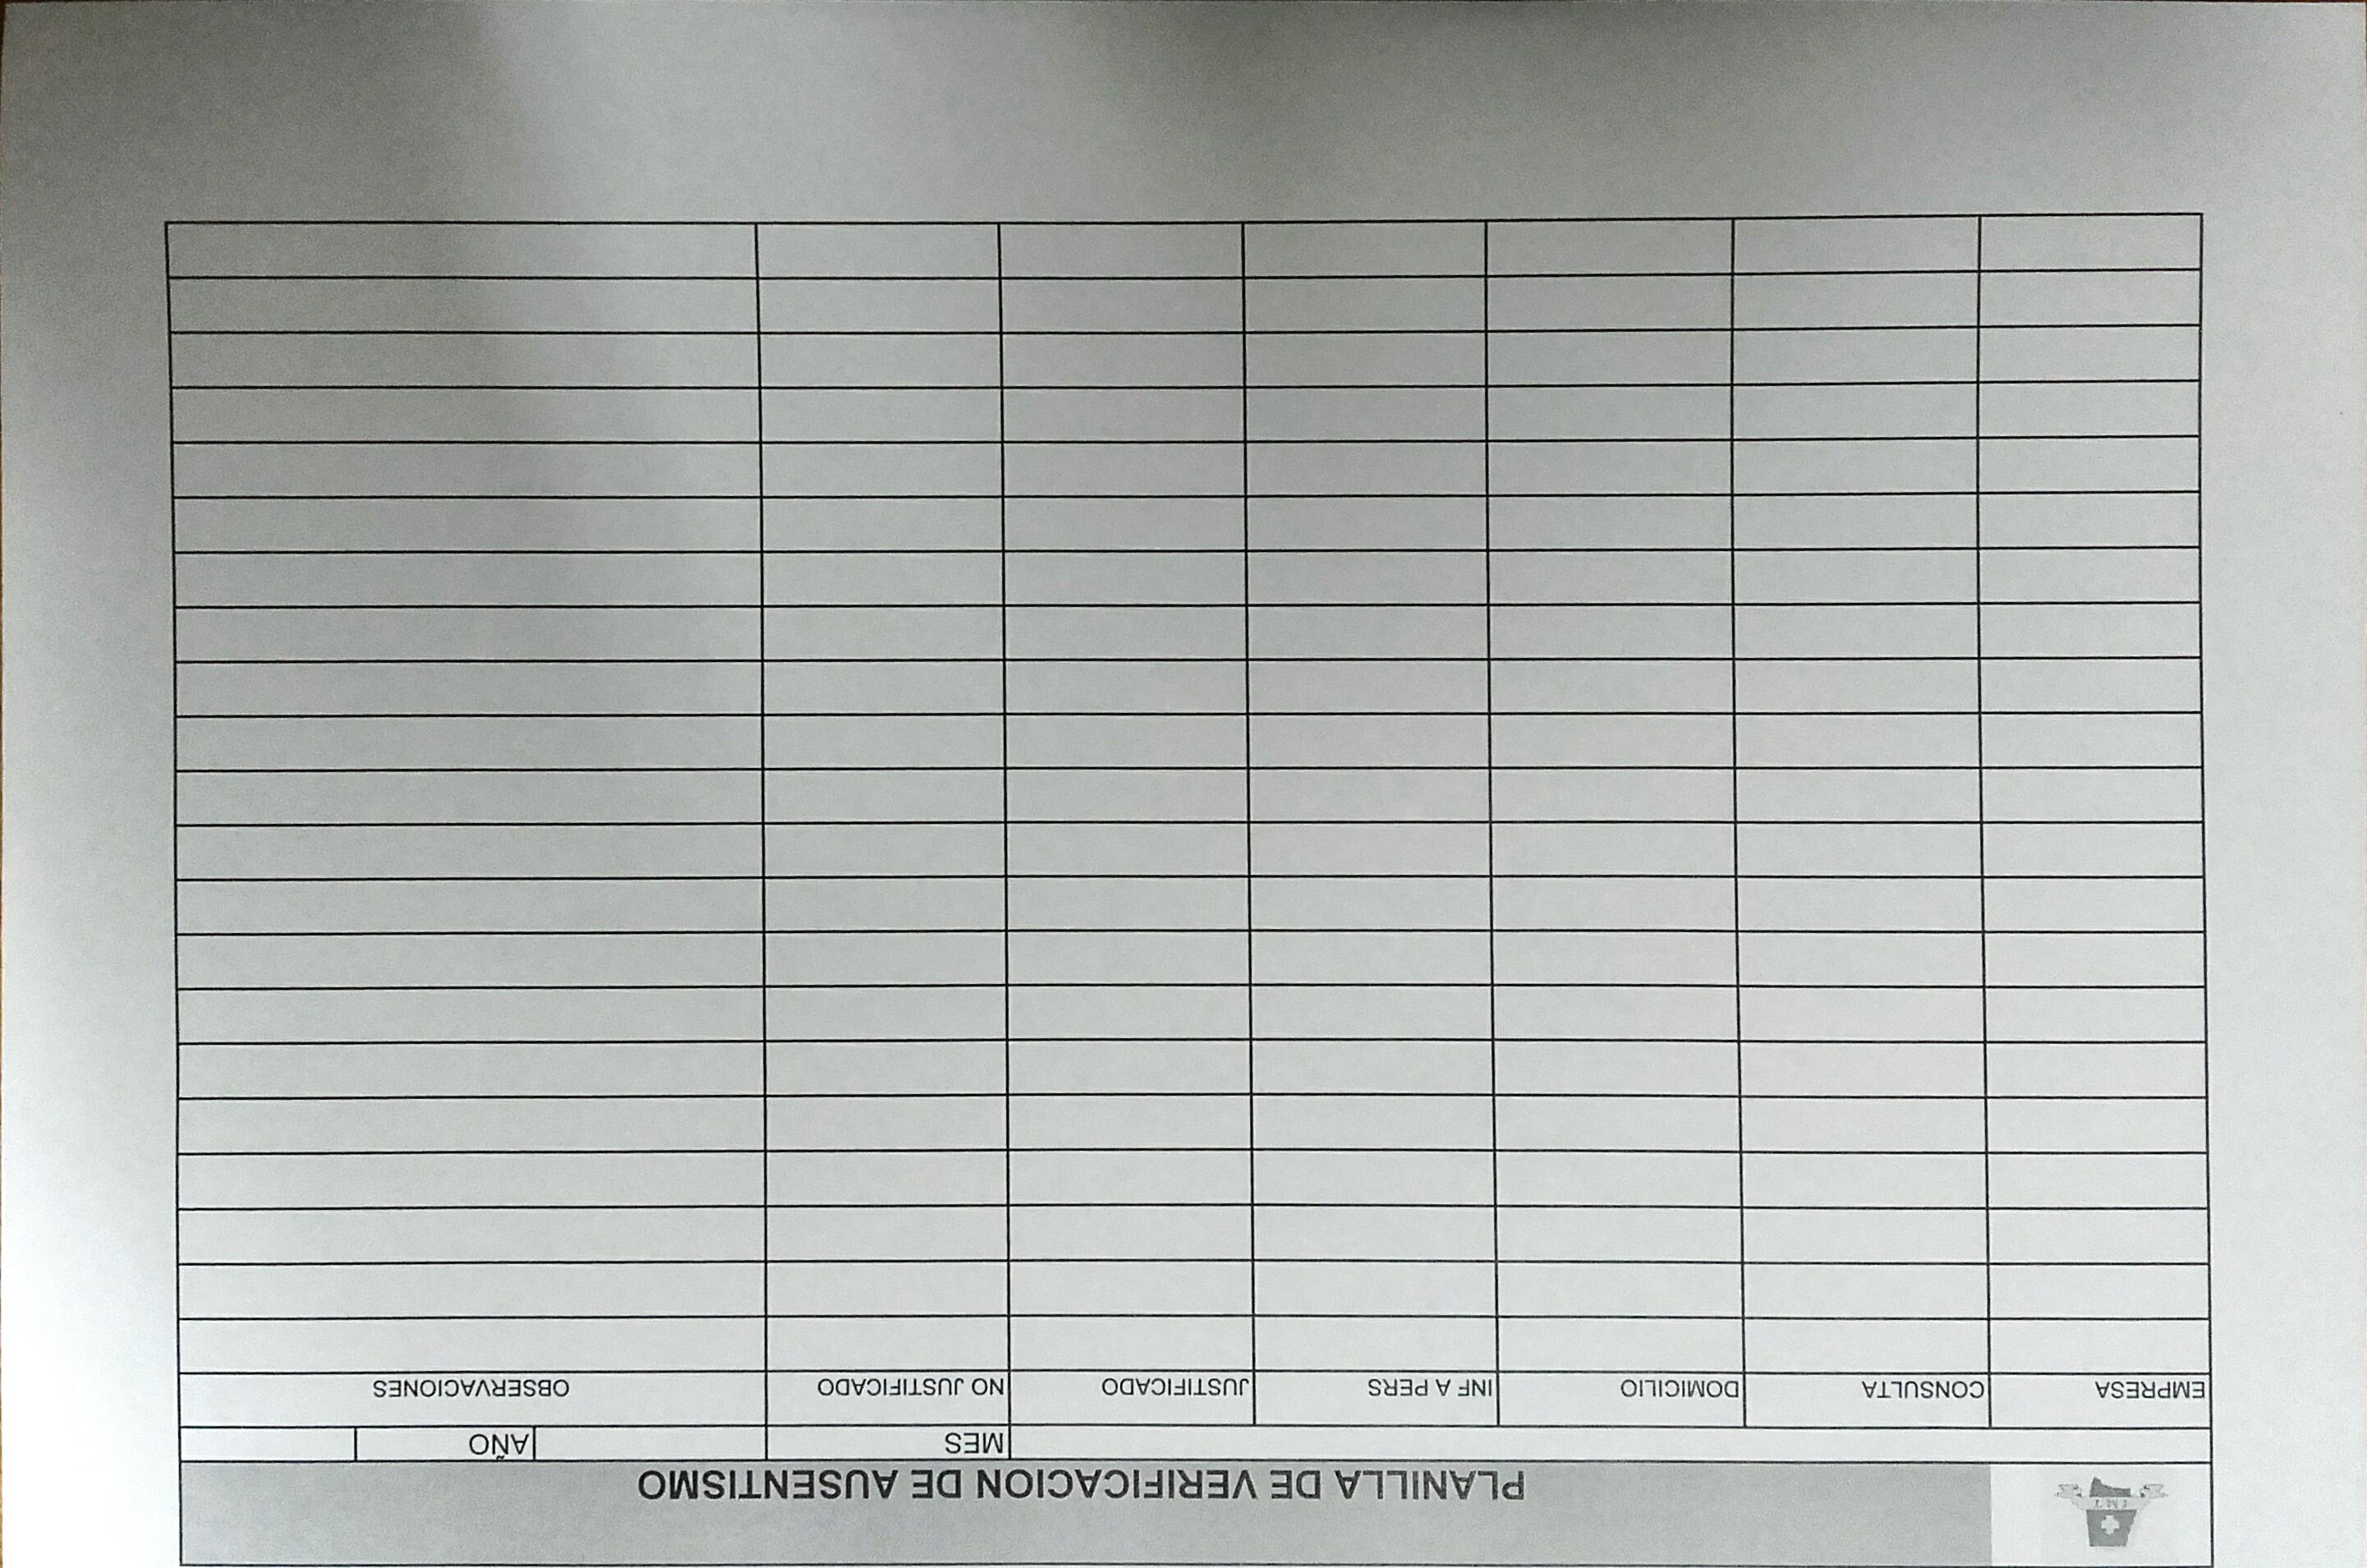 PLANILLA DE VERIFICACION DE AUSENTISMO
MES AÑO
EMPRESA CONSULTA DOMICILIO INF A PERS JUSTIFICADO NO JUSTIFICADO OBSERVACIONES